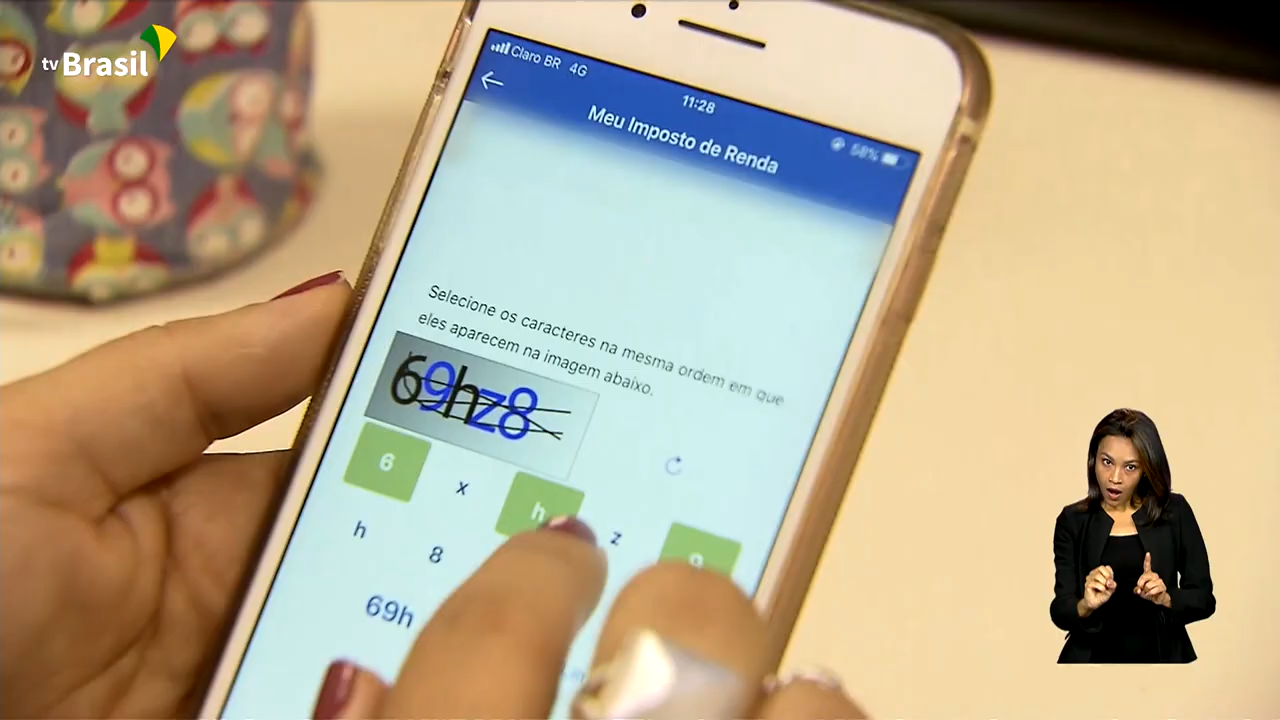 tv Brasil
Claro BR 4G
11:28
58%
Meu Imposto de Renda
Selecione os caracteres na mesma ordem em que
eles aparecem na imagem abaixo.
69hz8
6
x
h
z
h
8
69h